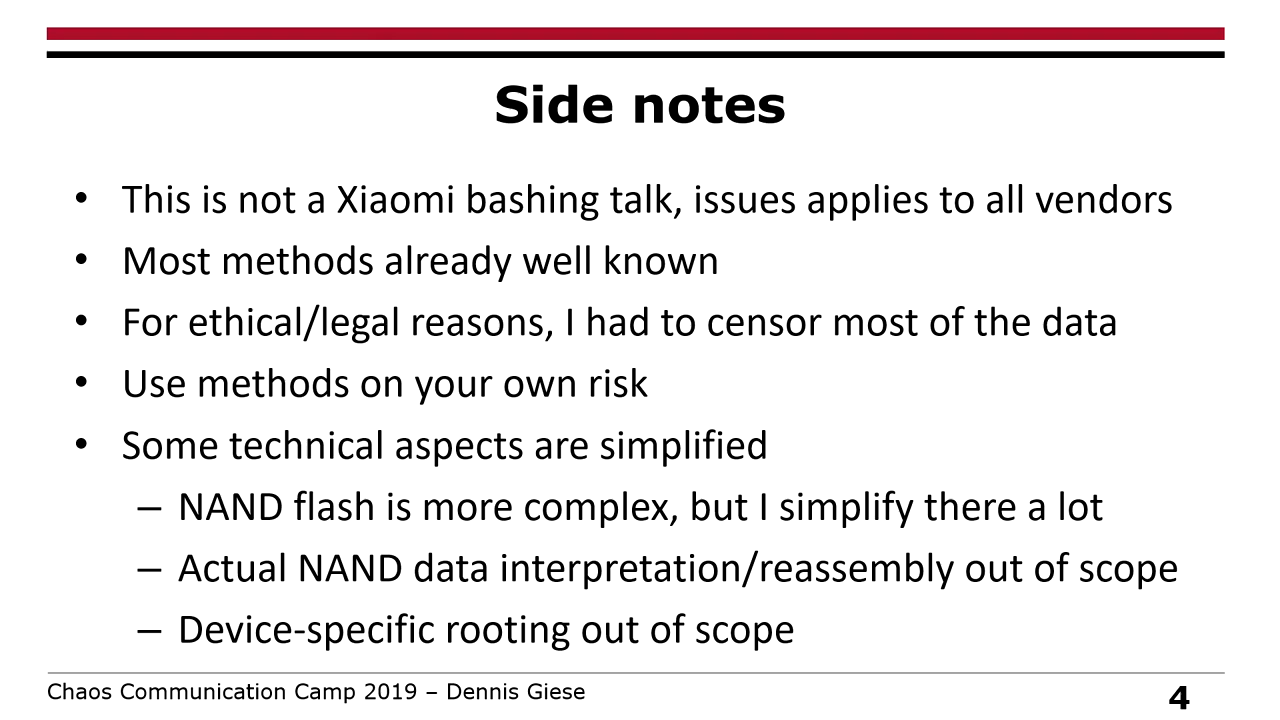 Side notes
• This is not a Xiaomi bashing talk, issues applies to all vendors
• Most methods already well known
• For ethical/legal reasons, I had to censor most of the data
• Use methods on your own risk
• Some technical aspects are simplified
– NAND flash is more complex, but I simplify there a lot
– Actual NAND data interpretation/reassembly out of scope
– Device-specific rooting out of scope
Chaos Communication Camp 2019 – Dennis Giese
4